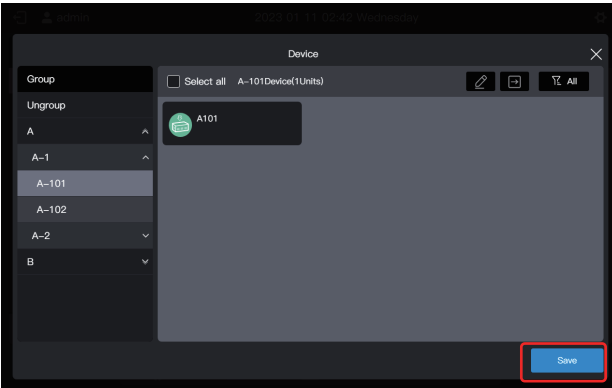 admin 2023 01 11 02:42 Wednesday
Device
Group
Select all A-101Device(1Units) All
Ungroup
A101
A
A-1
A-101
A-102
A-2
B
Save